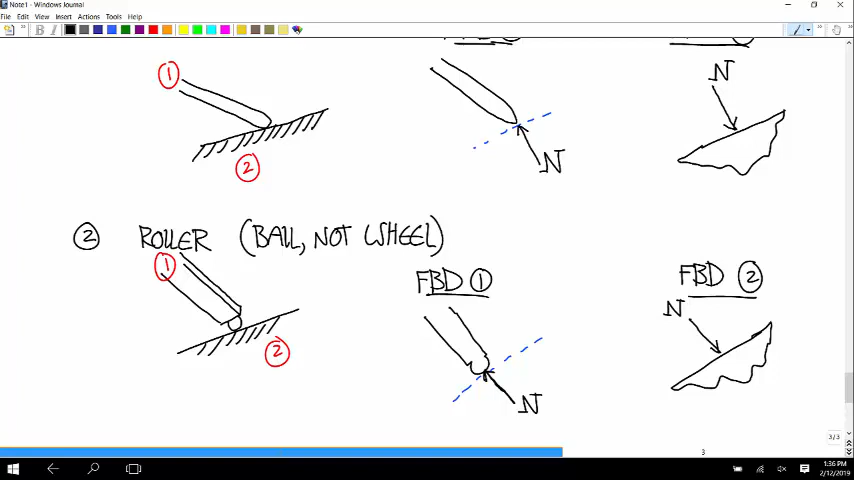 Note1 - Windows Journal
File Edit View Insert Actions Tools Help
B I
① N
N
②
② ROLLER (BALL, NOT WHEEL)
① FBD ① FBD ②
N
②
N
3/3
3
1:36 PM
2/12/2019